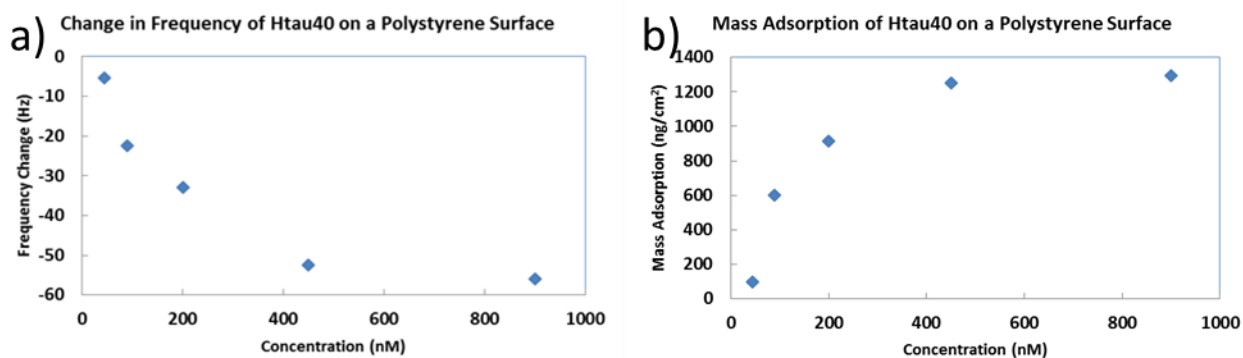 a)
Change in Frequency of Htau40 on a Polystyrene Surface
Frequency Change (Hz)
0
-10
-20
-30
-40
-50
-60
0 200 400 600 800 1000
Concentration (nM)
b)
Mass Adsorption of Htau40 on a Polystyrene Surface
Mass Adsorption (ng/cm²)
1400
1200
1000
800
600
400
200
0
0 200 400 600 800 1000
Concentration (nM)